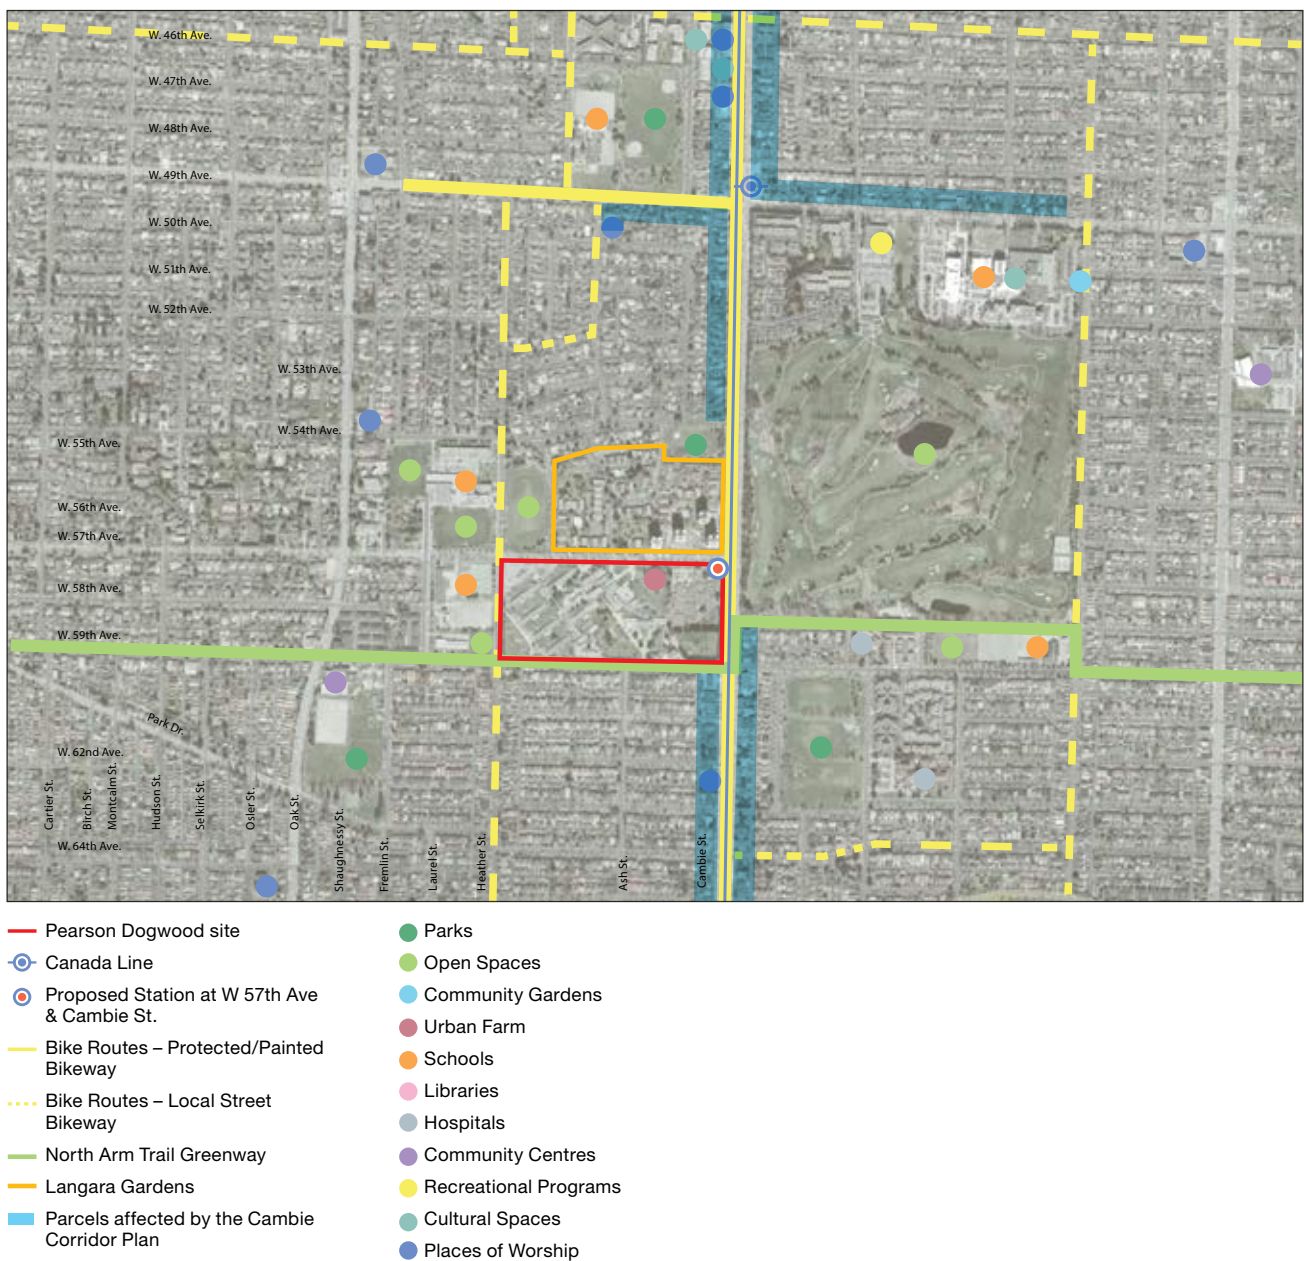 W. 46th Ave.
W. 47th Ave.
W. 48th Ave.
W. 49th Ave.
W. 50th Ave.
W. 51th Ave.
W. 52th Ave.
W. 53th Ave.
W. 54th Ave.
W. 55th Ave.
W. 56th Ave.
W. 57th Ave.
W. 58th Ave.
W. 59th Ave.
Park Dr.
W. 62nd Ave.
W. 64th Ave.
Cartier St.
Birch St.
Montcalm St.
Hudson St.
Selkirk St.
Osler St.
Oak St.
Shaughnessy St.
Fremlin St.
Laurel St.
Heather St.
Ash St.
Cambie St.
Pearson Dogwood site
Canada Line
Proposed Station at W 57th Ave
& Cambie St.
Bike Routes – Protected/Painted
Bikeway
Bike Routes – Local Street
Bikeway
North Arm Trail Greenway
Langara Gardens
Parcels affected by the Cambie
Corridor Plan
Parks
Open Spaces
Community Gardens
Urban Farm
Schools
Libraries
Hospitals
Community Centres
Recreational Programs
Cultural Spaces
Places of Worship